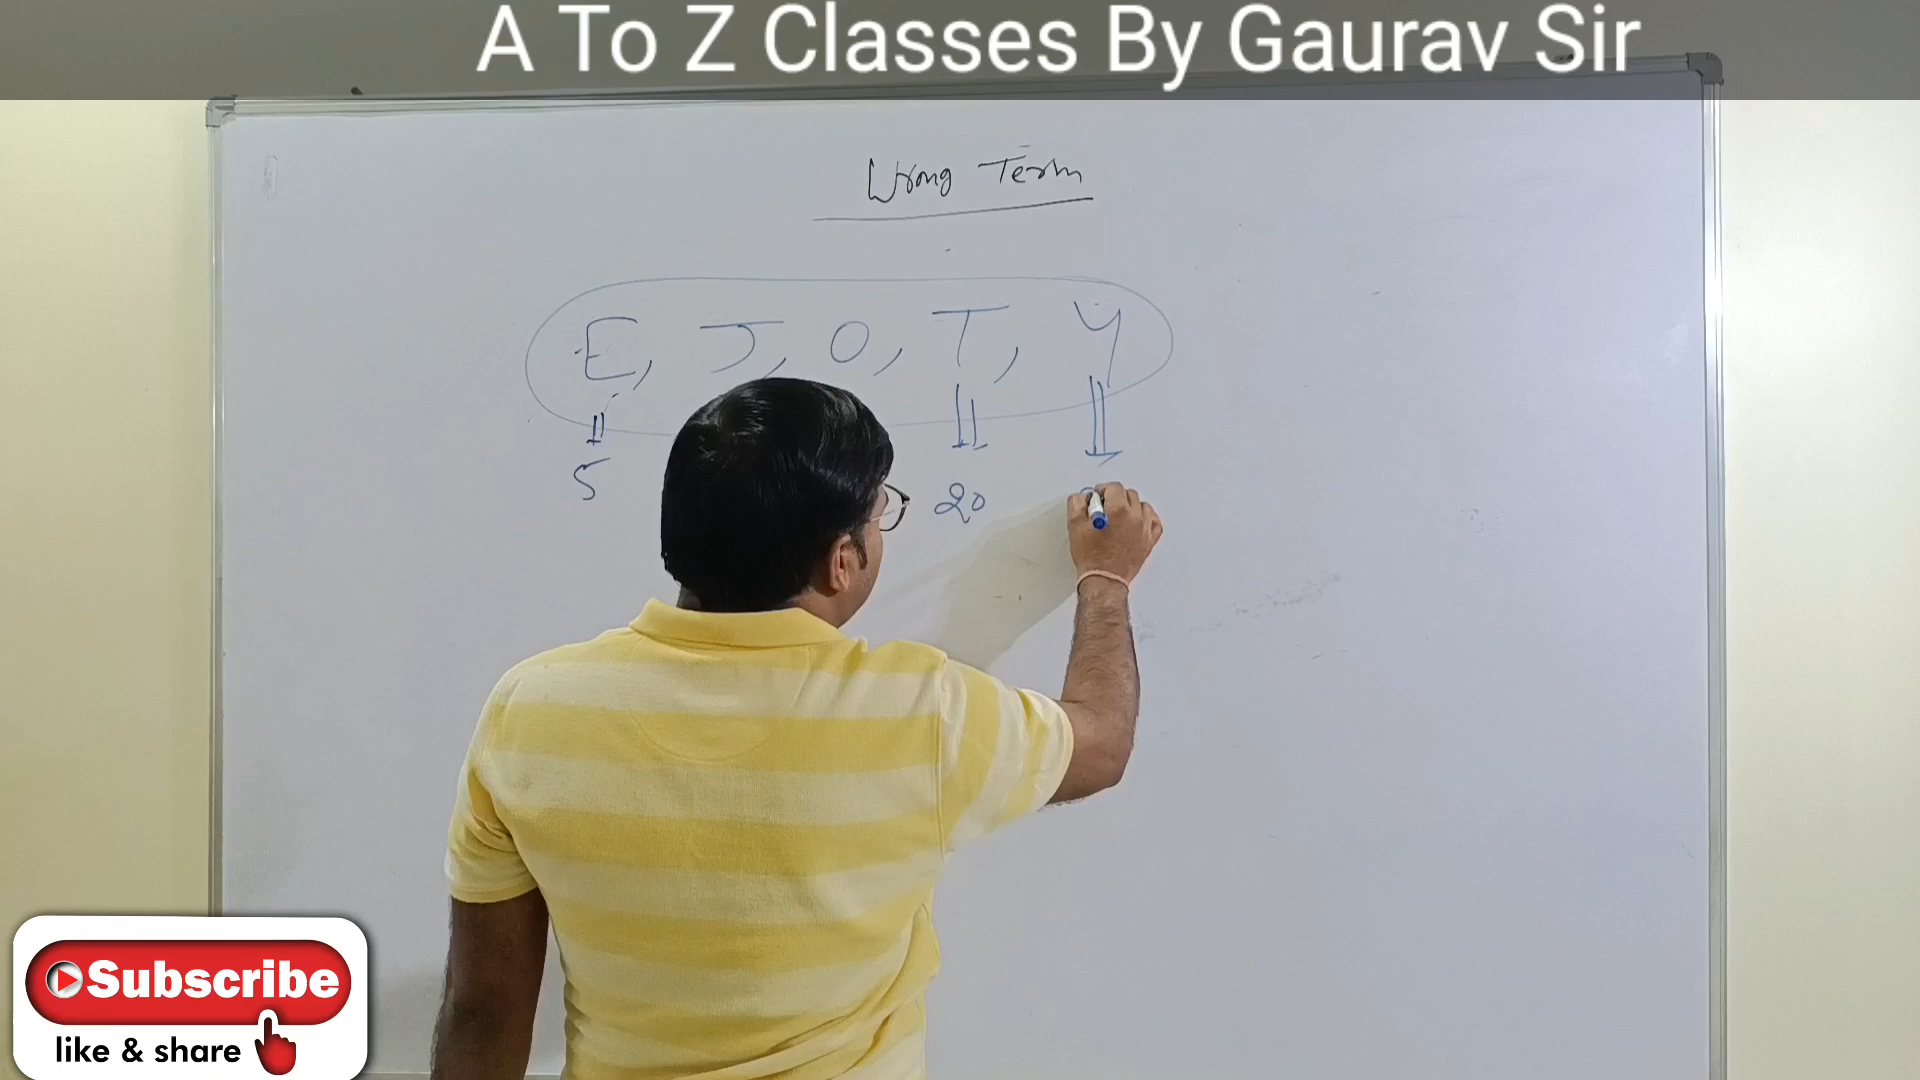 A To Z Classes By Gaurav Sir
Wrong Term
E, J, O, T, Y
5 20
Subscribe
like & share